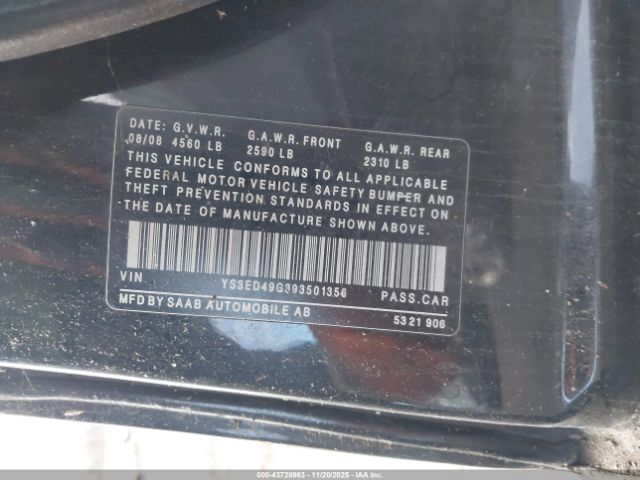 DATE: G.V.W.R. G.A.W.R. FRONT G.A.W.R. REAR
08/08 4560 LB 2590 LB 2310 LB
THIS VEHICLE CONFORMS TO ALL APPLICABLE
FEDERAL MOTOR VEHICLE SAFETY BUMPER AND
THEFT PREVENTION STANDARDS IN EFFECT ON
THE DATE OF MANUFACTURE SHOWN ABOVE.
VIN YS3ED49G393501356 PASS.CAR
MFD BY SAAB AUTOMOBILE AB 5321 906
000-43728963 - 11/20/2025 - © IAA Inc.